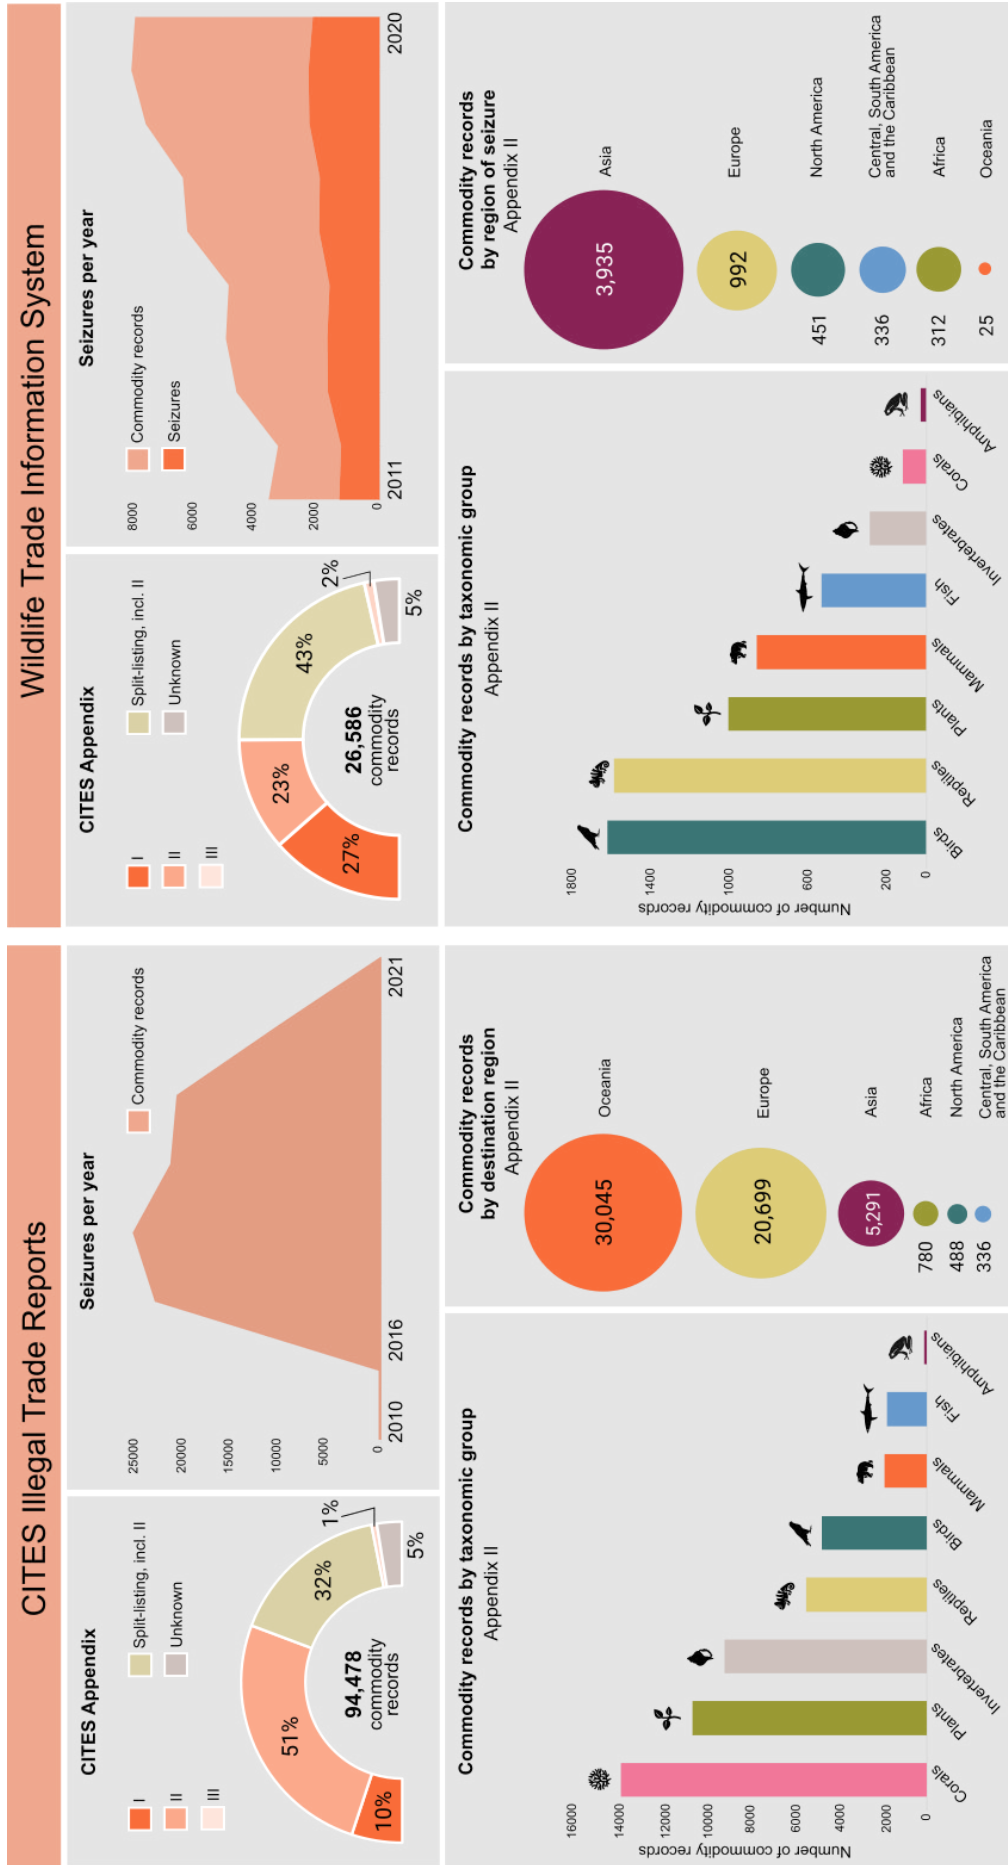 CITES Illegal Trade Reports
CITES Appendix
I
II
III
Split-listing, incl. II
Unknown
10%
51%
32%
1%
5%
94,478
commodity
records
Seizures per year
Commodity records
25000
20000
15000
10000
5000
0
2010
2016
2021
Commodity records by taxonomic group
Appendix II
Number of commodity records
16000
14000
12000
10000
8000
6000
4000
2000
0
Corals
Plants
Invertebrates
Reptiles
Birds
Mammals
Fish
Amphibians
Commodity records
by destination region
Appendix II
30,045
Oceania
20,699
Europe
5,291
Asia
780
Africa
488
North America
336
Central, South America
and the Caribbean
Wildlife Trade Information System
CITES Appendix
I
II
III
Split-listing, incl. II
Unknown
27%
23%
43%
2%
5%
26,586
commodity
records
Seizures per year
Commodity records
Seizures
8000
6000
4000
2000
0
2011
2020
Commodity records by taxonomic group
Appendix II
Number of commodity records
1800
1400
1000
600
200
0
Birds
Reptiles
Plants
Mammals
Fish
Invertebrates
Corals
Amphibians
Commodity records
by region of seizure
Appendix II
3,935
Asia
992
Europe
451
North America
336
Central, South America
and the Caribbean
312
Africa
25
Oceania